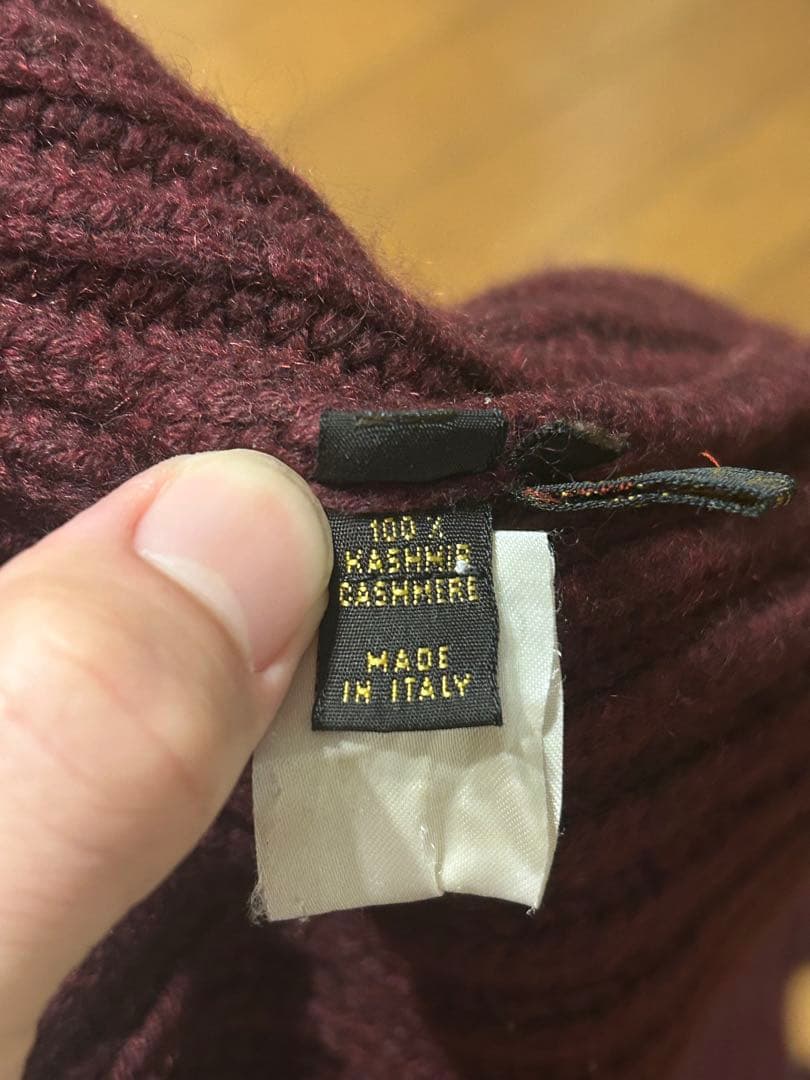 100 %
KASHMIR
CASHMERE
MADE
IN ITALY